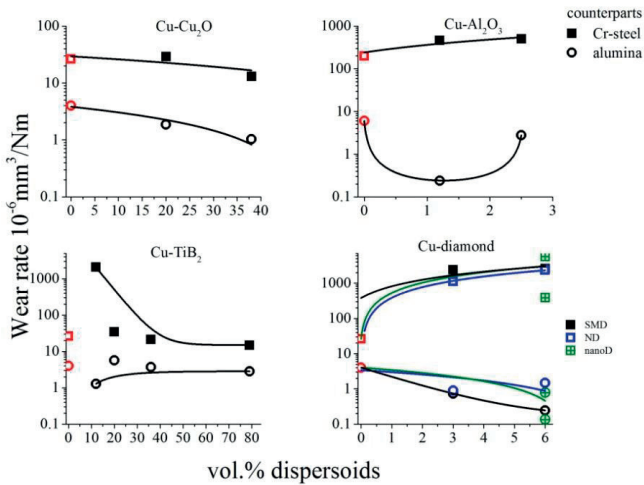 Cu-Cu₂O
Cu-Al₂O₃
counterparts
Cr-steel
alumina
100
10
1
0.1
0 5 10 15 20 25 30 35 40
1000
100
10
1
0.1
0 1 2 3
Wear rate 10⁻⁶mm³/Nm
Cu-TiB₂
Cu-diamond
1000
100
10
1
0.1
0 10 20 30 40 50 60 70 80
1000
100
10
1
0.1
0 1 2 3 4 5 6
SMD
ND
nanoD
vol.% dispersoids